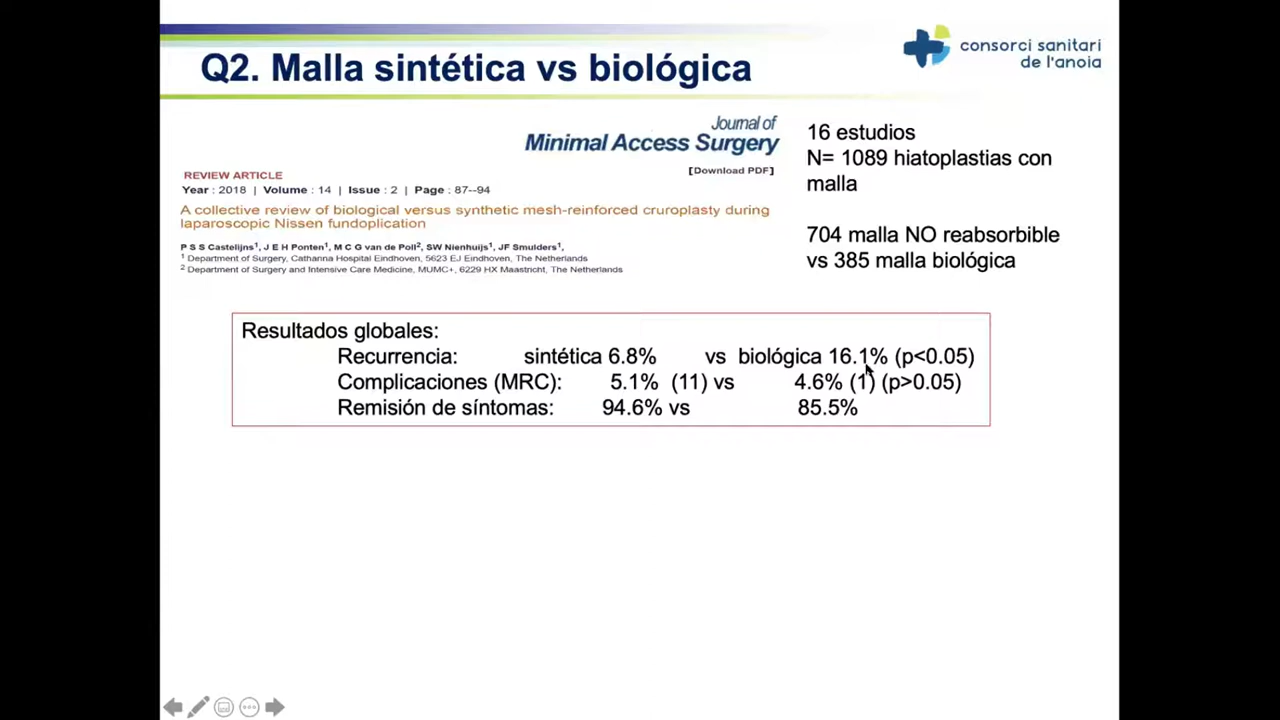 Q2. Malla sintética vs biológica
consorci sanitari
de l'anoia
Journal of
Minimal Access Surgery
[Download PDF]
REVIEW ARTICLE
Year : 2018 | Volume : 14 | Issue : 2 | Page : 87--94
A collective review of biological versus synthetic mesh-reinforced cruroplasty during
laparoscopic Nissen fundoplication
P S S Castelijns1, J E H Ponten1, M C G van de Poll2, SW Nienhuijs1, JF Smulders1,
1 Department of Surgery, Catharina Hospital Eindhoven, 5623 EJ Eindhoven, The Netherlands
2 Department of Surgery and Intensive Care Medicine, MUMC+, 6229 HX Maastricht, The Netherlands
16 estudios
N= 1089 hiatoplastias con
malla
704 malla NO reabsorbible
vs 385 malla biológica
Resultados globales:
Recurrencia: sintética 6.8% vs biológica 16.1% (p<0.05)
Complicaciones (MRC): 5.1% (11) vs 4.6% (1) (p>0.05)
Remisión de síntomas: 94.6% vs 85.5%